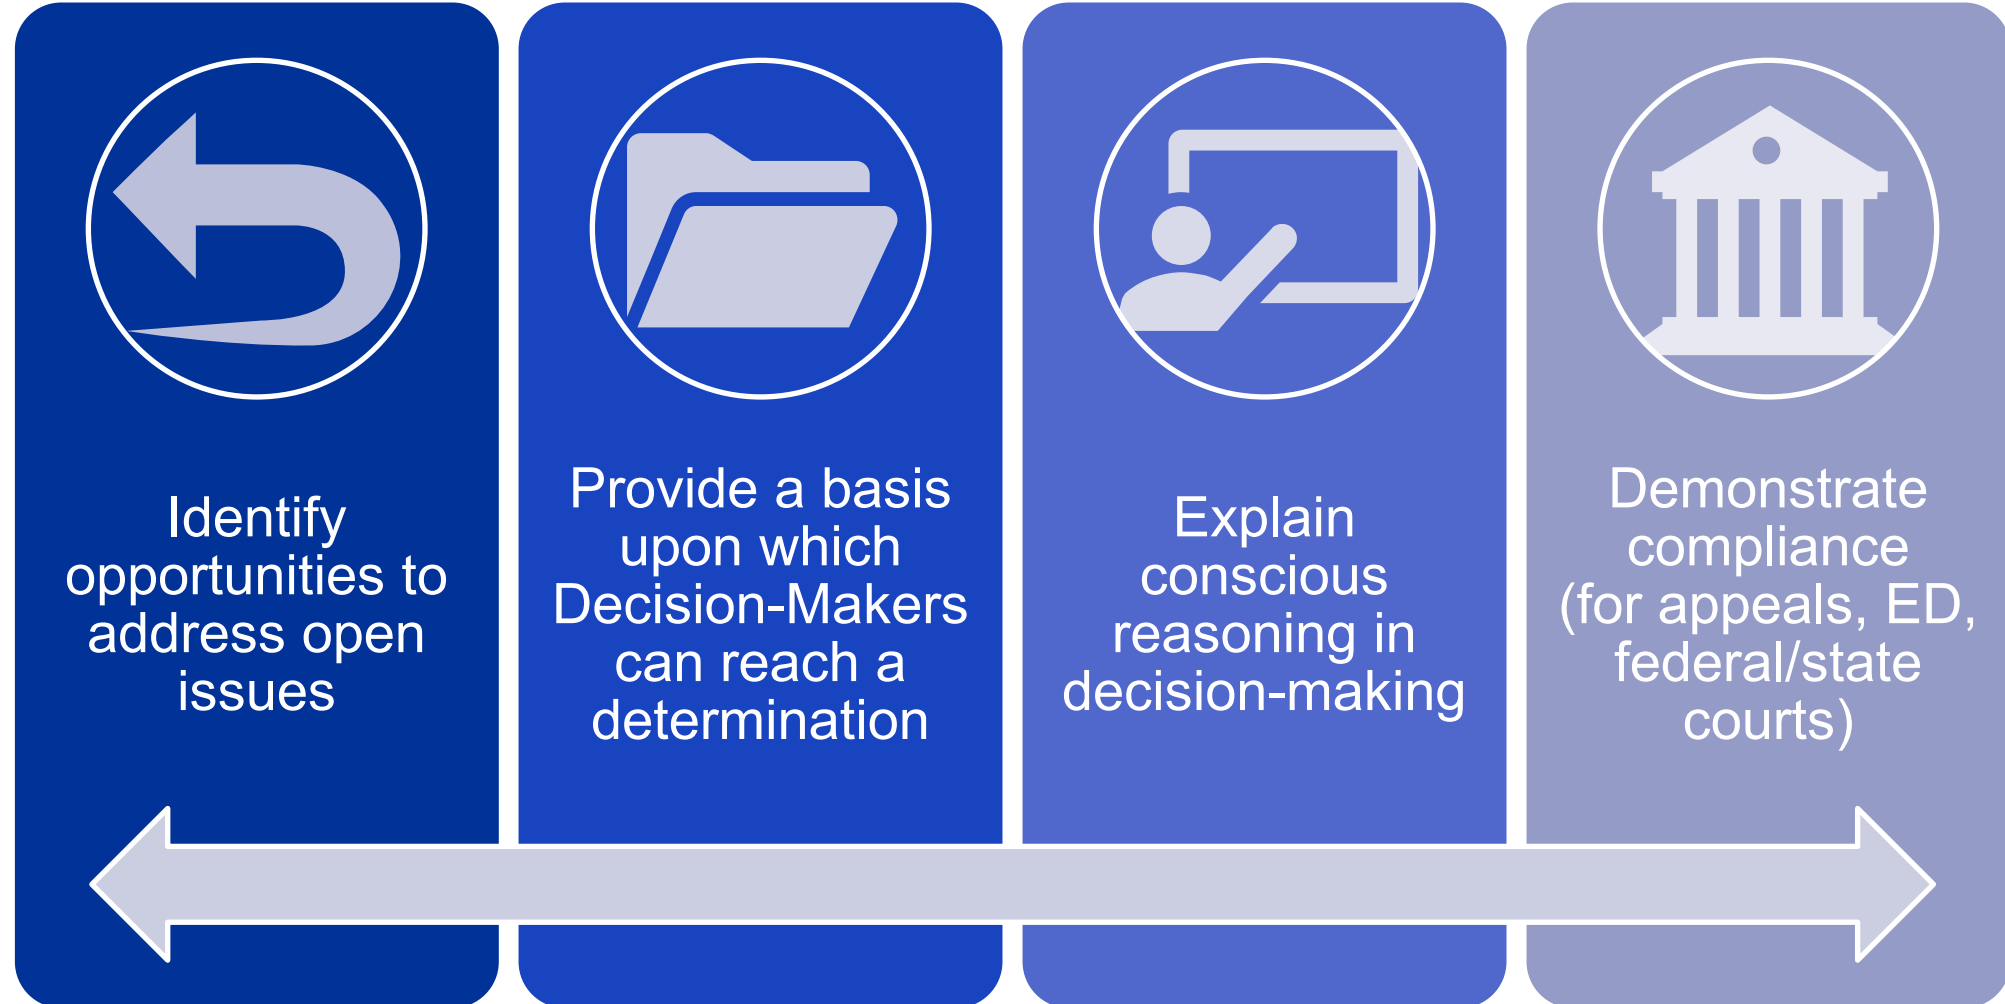 Identify
opportunities to
address open
issues
Provide a basis
upon which
Decision-Makers
can reach a
determination
Explain
conscious
reasoning in
decision-making
Demonstrate
compliance
(for appeals, ED,
federal/state
courts)